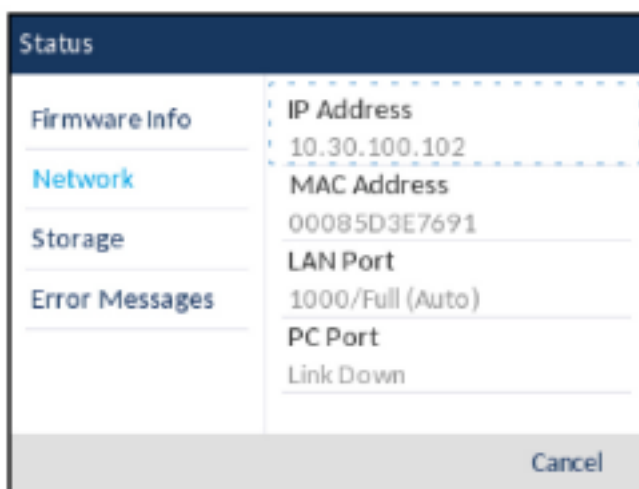 Status
Firmware Info
Network
Storage
Error Messages
IP Address
10.30.100.102
MAC Address
00085D3E7691
LAN Port
1000/Full (Auto)
PC Port
Link Down
Cancel